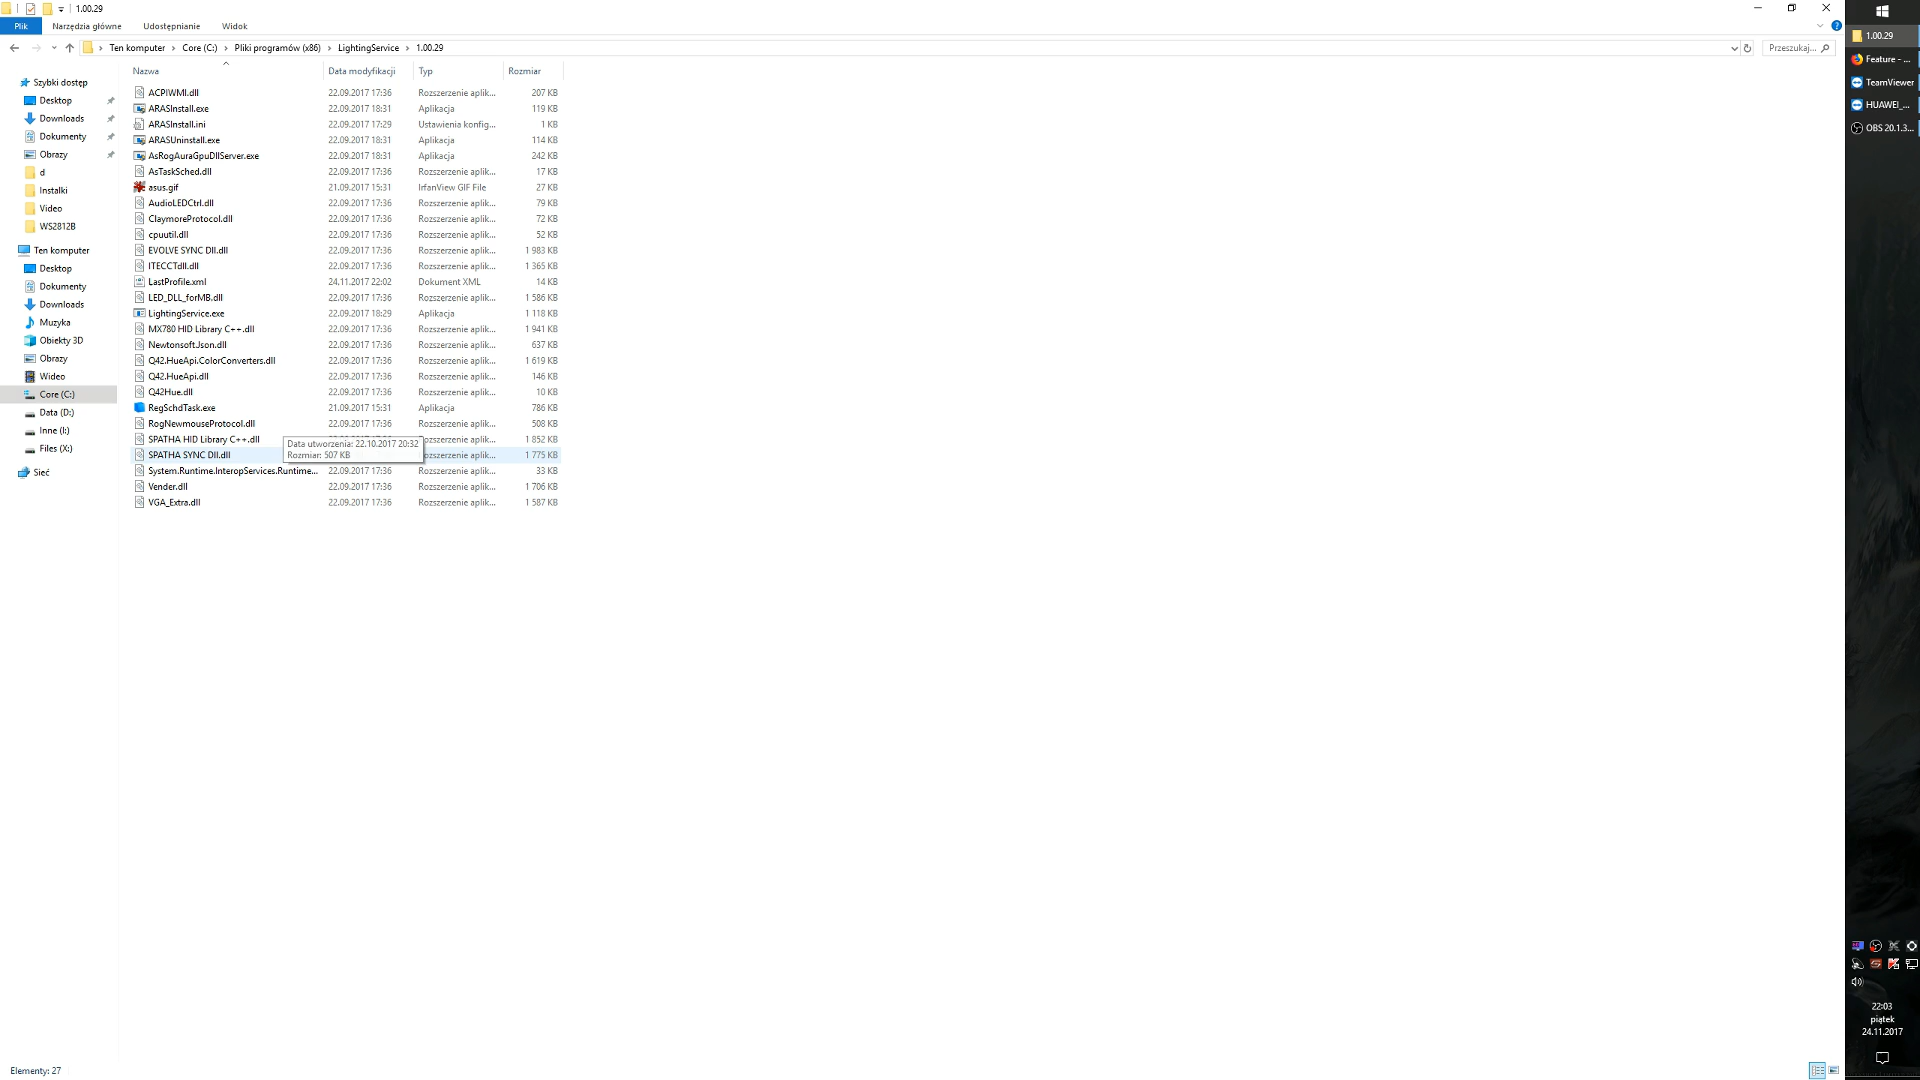 1.00.29
Plik Narzędzia główne Udostępnianie Widok
Ten komputer Core (C:) Pliki programów (x86) LightingService 1.00.29 Przeszukaj...
Nazwa Data modyfikacji Typ Rozmiar
Szybki dostęp
Desktop
Downloads
Dokumenty
Obrazy
d
Instalki
Video
WS2812B
Ten komputer
Desktop
Dokumenty
Downloads
Muzyka
Obiekty 3D
Obrazy
Wideo
Core (C:)
Data (D:)
Inne (I:)
Files (X:)
Sieć
ACPIWMI.dll 22.09.2017 17:36 Rozszerzenie aplik... 207 KB
ARASInstall.exe 22.09.2017 18:31 Aplikacja 119 KB
ARASInstall.ini 22.09.2017 17:29 Ustawienia konfig... 1 KB
ARASUninstall.exe 22.09.2017 18:31 Aplikacja 114 KB
AsRogAuraGpuDllServer.exe 22.09.2017 18:31 Aplikacja 242 KB
AsTaskSched.dll 22.09.2017 17:36 Rozszerzenie aplik... 17 KB
asus.gif 21.09.2017 15:31 IrfanView GIF File 27 KB
AudioLEDCtrl.dll 22.09.2017 17:36 Rozszerzenie aplik... 79 KB
ClaymoreProtocol.dll 22.09.2017 17:36 Rozszerzenie aplik... 72 KB
cpuutil.dll 22.09.2017 17:36 Rozszerzenie aplik... 52 KB
EVOLVE SYNC Dll.dll 22.09.2017 17:36 Rozszerzenie aplik... 1 983 KB
ITECCTdll.dll 22.09.2017 17:36 Rozszerzenie aplik... 1 365 KB
LastProfile.xml 24.11.2017 22:02 Dokument XML 14 KB
LED_DLL_forMB.dll 22.09.2017 17:36 Rozszerzenie aplik... 1 586 KB
LightingService.exe 22.09.2017 18:29 Aplikacja 1 118 KB
MX780 HID Library C++.dll 22.09.2017 17:36 Rozszerzenie aplik... 1 941 KB
Newtonsoft.Json.dll 22.09.2017 17:36 Rozszerzenie aplik... 637 KB
Q42.HueApi.ColorConverters.dll 22.09.2017 17:36 Rozszerzenie aplik... 1 619 KB
Q42.HueApi.dll 22.09.2017 17:36 Rozszerzenie aplik... 146 KB
Q42Hue.dll 22.09.2017 17:36 Rozszerzenie aplik... 10 KB
RegSchdTask.exe 21.09.2017 15:31 Aplikacja 786 KB
RogNewmouseProtocol.dll 22.09.2017 17:36 Rozszerzenie aplik... 508 KB
SPATHA HID Library C++.dll Rozszerzenie aplik... 1 852 KB
Data utworzenia: 22.10.2017 20:32
Rozmiar: 507 KB
SPATHA SYNC Dll.dll ozszerzenie aplik... 1 775 KB
System.Runtime.InteropServices.Runtime... 22.09.2017 17:36 Rozszerzenie aplik... 33 KB
Vender.dll 22.09.2017 17:36 Rozszerzenie aplik... 1 706 KB
VGA_Extra.dll 22.09.2017 17:36 Rozszerzenie aplik... 1 587 KB
Elementy: 27
1.00.29
Feature - ...
TeamViewer
HUAWEI_...
OBS 20.1.3...
22:03
piątek
24.11.2017